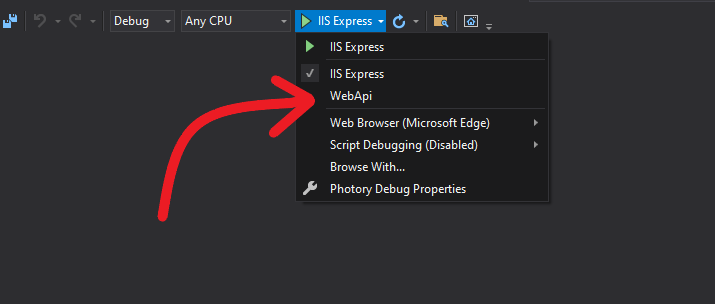 Debug Any CPU IIS Express
IIS Express
IIS Express
WebApi
Web Browser (Microsoft Edge)
Script Debugging (Disabled)
Browse With...
Photory Debug Properties